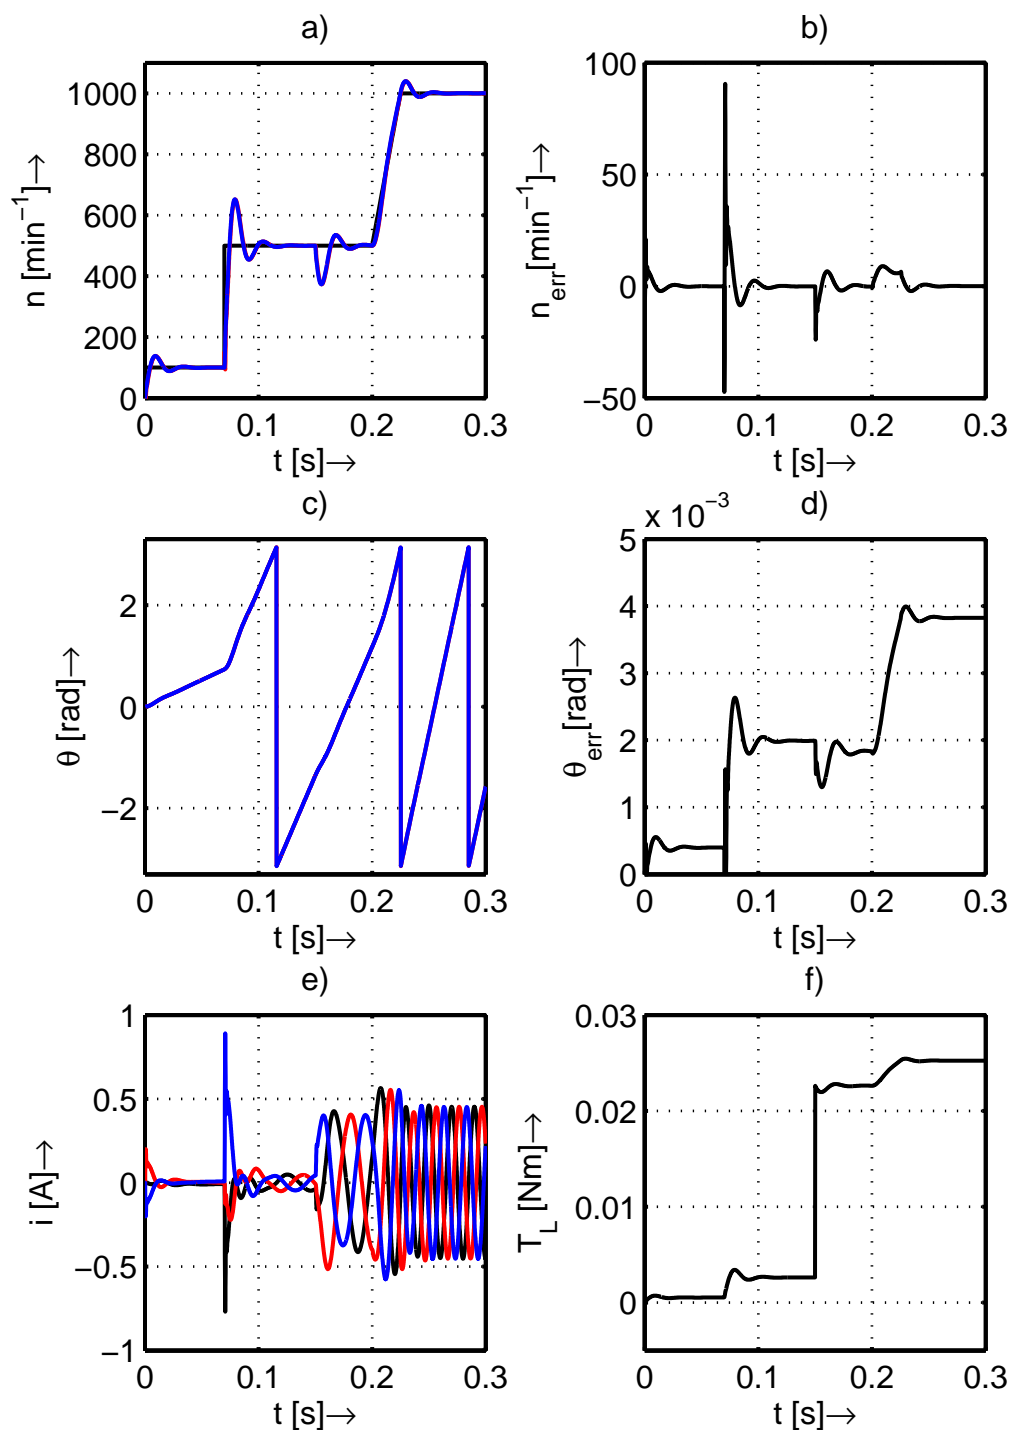 a)
1000
800
600
400
200
0
n [min⁻¹]→
0 0.1 0.2 0.3
t [s]→
b)
100
50
0
−50
n_err[min⁻¹]→
0 0.1 0.2 0.3
t [s]→
c)
2
0
−2
θ [rad]→
0 0.1 0.2 0.3
t [s]→
d)
x 10⁻³
5
4
3
2
1
0
θ_err[rad]→
0 0.1 0.2 0.3
t [s]→
e)
1
0.5
0
−0.5
−1
i [A]→
0 0.1 0.2 0.3
t [s]→
f)
0.03
0.02
0.01
0
T_L [Nm]→
0 0.1 0.2 0.3
t [s]→